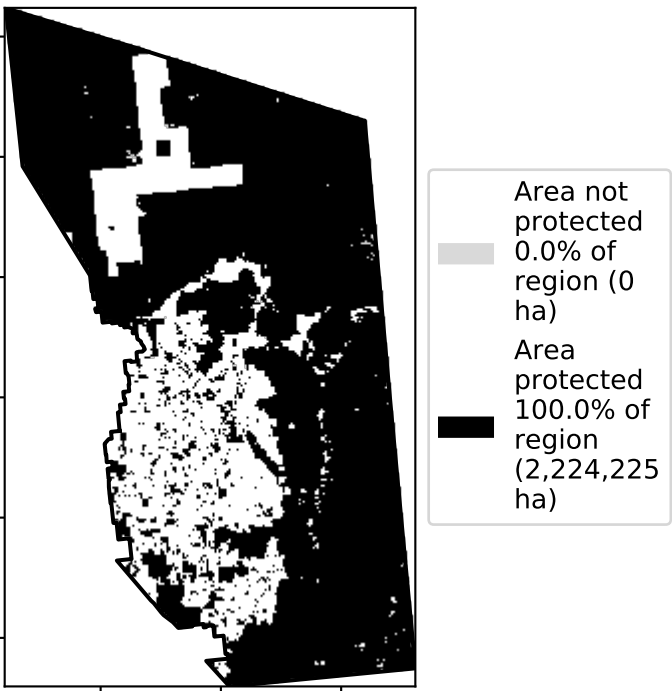 Area not
protected
0.0% of
region (0
ha)
Area
protected
100.0% of
region
(2,224,225
ha)